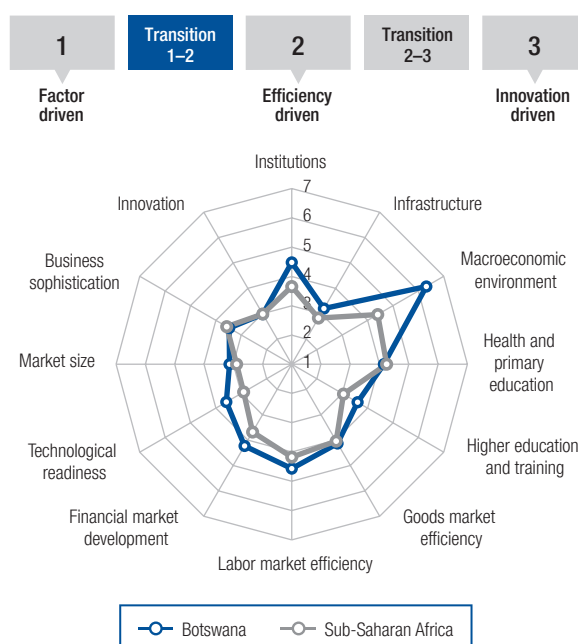 1
Transition
1–2
2
Transition
2–3
3
Factor
driven
Efficiency
driven
Innovation
driven
Institutions
Infrastructure
Macroeconomic
environment
Health and
primary
education
Higher education
and training
Goods market
efficiency
Labor market efficiency
Financial market
development
Technological
readiness
Market size
Business
sophistication
Innovation
7
6
5
4
3
2
1
Botswana
Sub-Saharan Africa